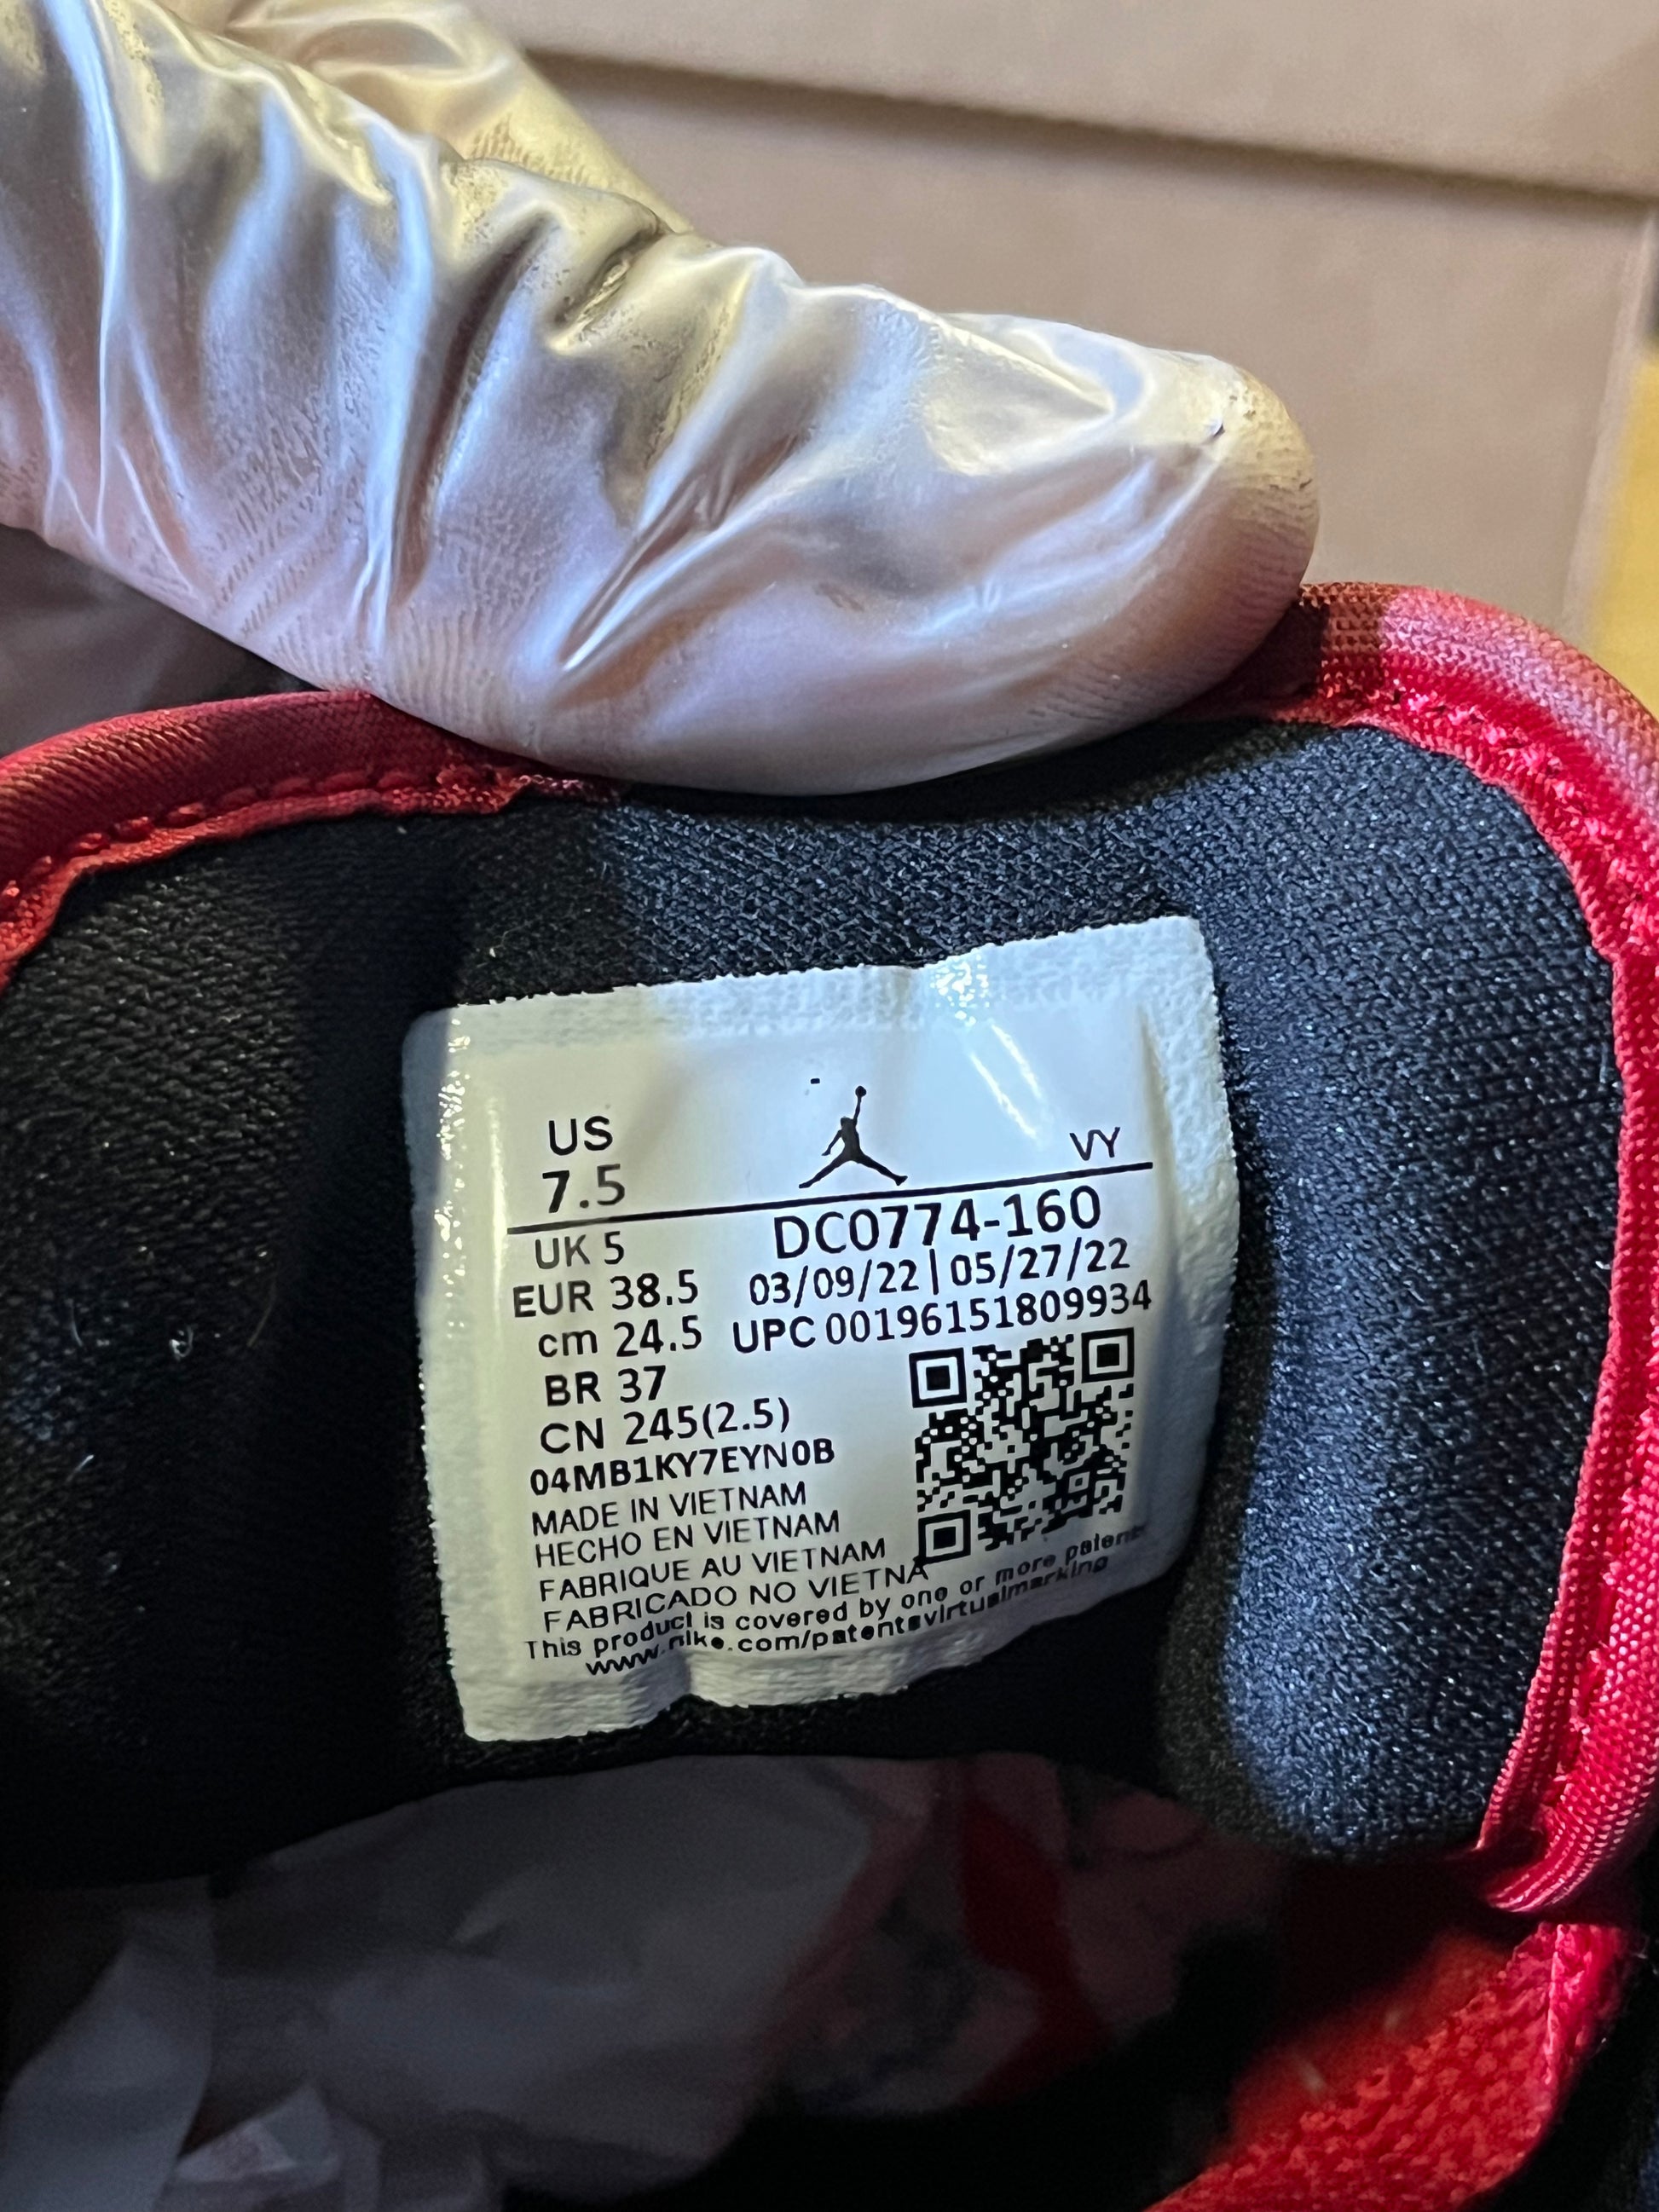 US
7.5
VY
UK 5
DC0774-160
EUR 38.5
03/09/22|05/27/22
cm 24.5
UPC 00196151809934
BR 37
CN 245(2.5)
04MB1KY7EYN0B
MADE IN VIETNAM
HECHO EN VIETNAM
FABRIQUE AU VIETNAM
FABRICADO NO VIETNA
This product is covered by one or more patents
www.nike.com/patentsvirtualmarking